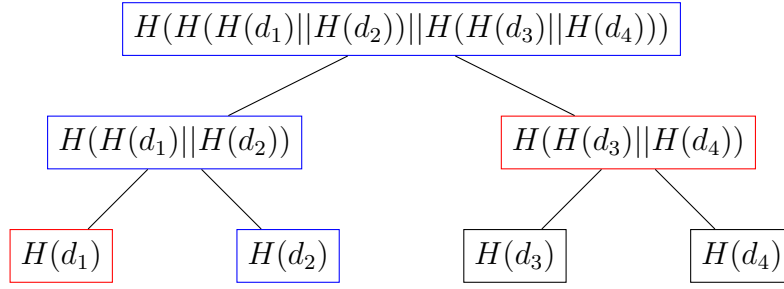 H(H(H(d₁)||H(d₂))||H(H(d₃)||H(d₄)))
H(H(d₁)||H(d₂)) H(H(d₃)||H(d₄))
H(d₁) H(d₂) H(d₃) H(d₄)